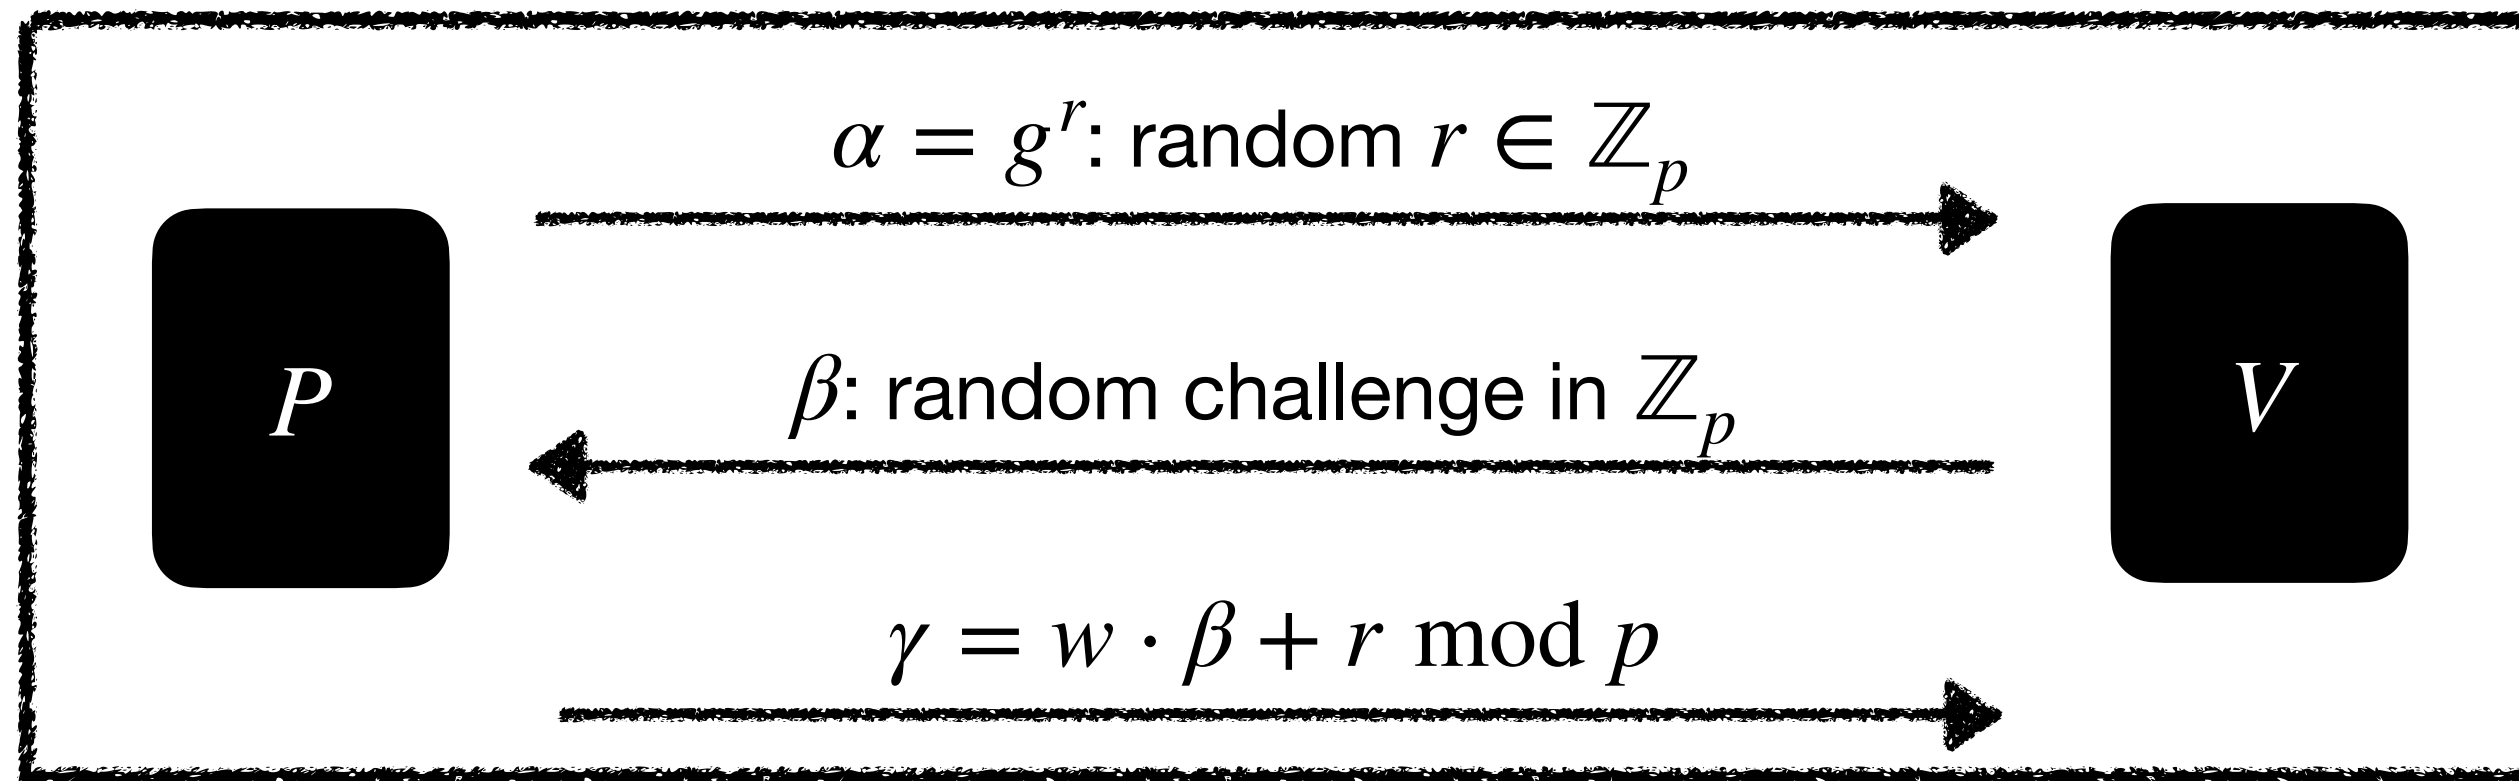 α = g^r: random r ∈ ℤ_p
P
β: random challenge in ℤ_p
V
γ = w · β + r mod p